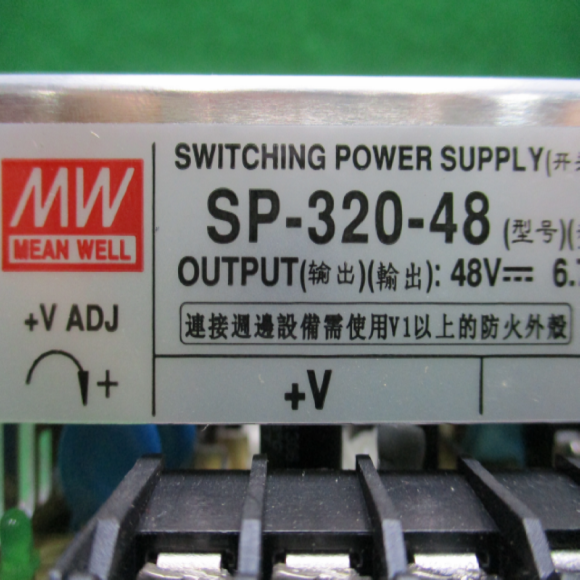 MW
MEAN WELL
+V ADJ
+
SWITCHING POWER SUPPLY(
SP-320-48 (型号)(
OUTPUT(输出)(輸出): 48V⎓ 6.
連接週邊設備需使用V1以上的防火外殼
+V